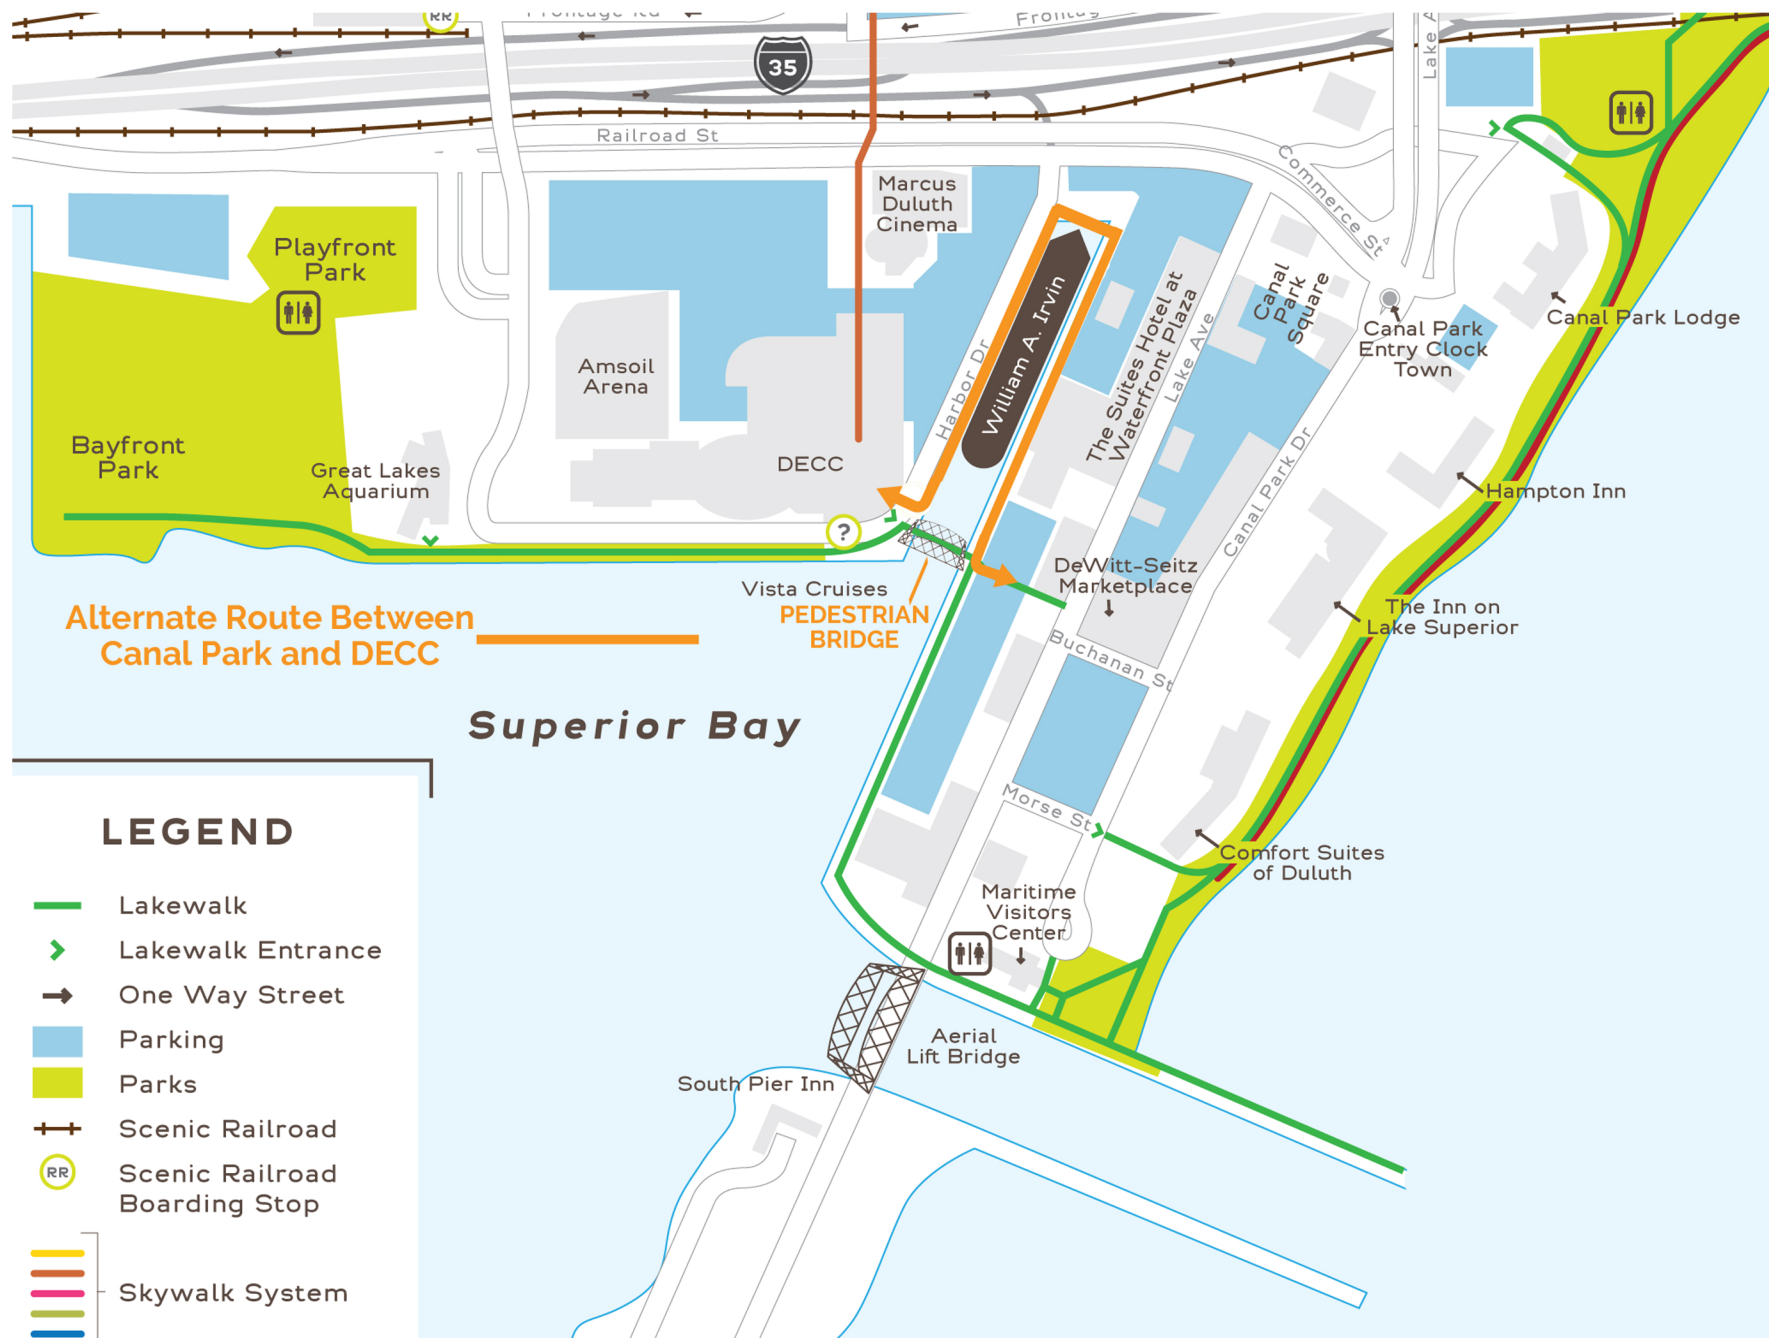 RR
Frontage Rd
Lake A
35
Railroad St
Commerce St
Marcus
Duluth
Cinema
Playfront
Park
William A. Irvin
Harbor Dr
The Suites Hotel at
Waterfront Plaza
Lake Ave
Canal
Park
Square
Canal Park
Entry Clock
Town
Canal Park Lodge
Amsoil
Arena
DECC
Bayfront
Park
Great Lakes
Aquarium
Canal Park Dr
Hampton Inn
?
Vista Cruises
PEDESTRIAN
BRIDGE
DeWitt-Seitz
Marketplace
The Inn on
Lake Superior
Alternate Route Between
Canal Park and DECC
Buchanan St
Superior Bay
Morse St
Comfort Suites
of Duluth
Maritime
Visitors
Center
Aerial
Lift Bridge
South Pier Inn
LEGEND
Lakewalk
Lakewalk Entrance
One Way Street
Parking
Parks
Scenic Railroad
RR
Scenic Railroad
Boarding Stop
Skywalk System